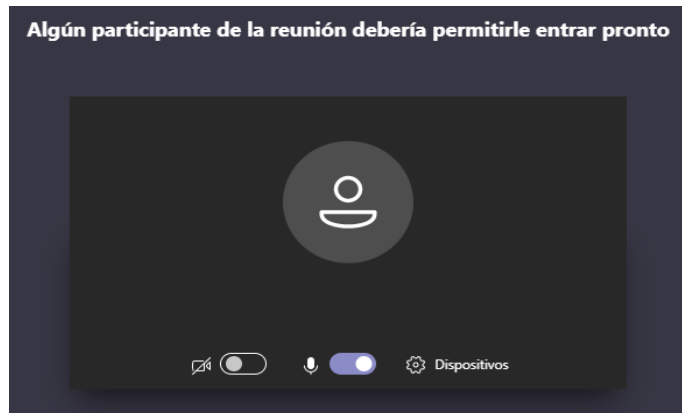 Algún participante de la reunión debería permitirle entrar pronto
Dispositivos